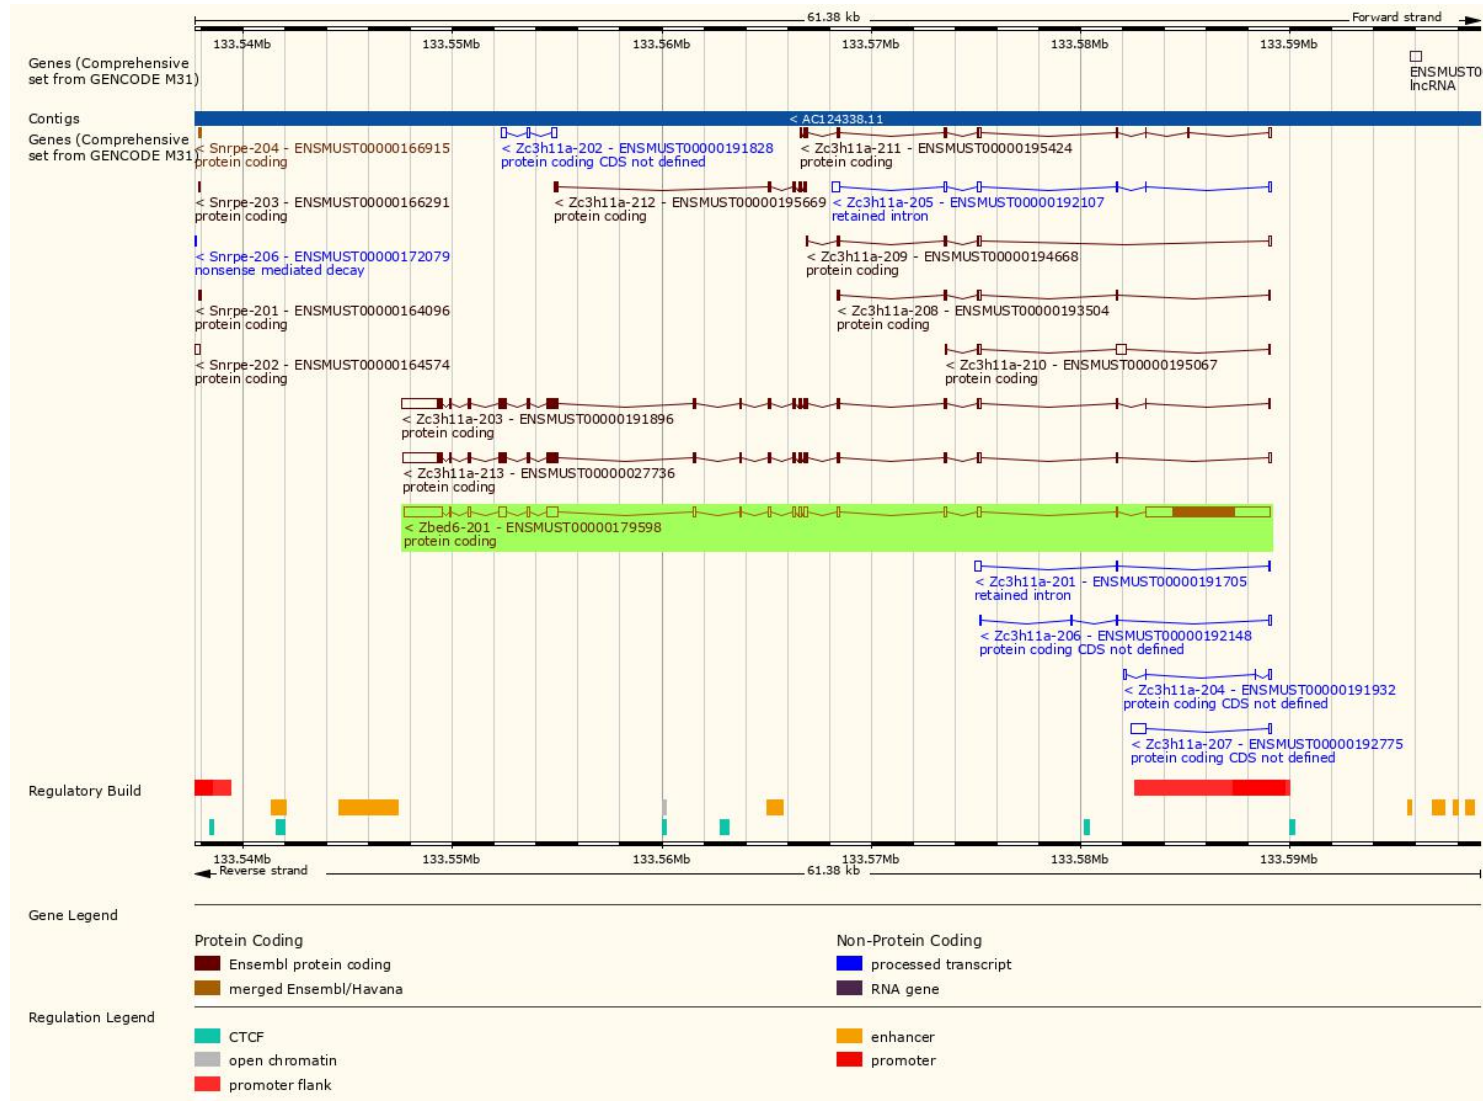 61.38 kb Forward strand
133.54Mb 133.55Mb 133.56Mb 133.57Mb 133.58Mb 133.59Mb
Genes (Comprehensive
set from GENCODE M31)
ENSMUST0
lncRNA
Contigs
< AC124338.11
Genes (Comprehensive
set from GENCODE M31)
< Snrpe-204 - ENSMUST00000166915
protein coding
< Zc3h11a-202 - ENSMUST00000191828
protein coding CDS not defined
< Zc3h11a-211 - ENSMUST00000195424
protein coding
< Snrpe-203 - ENSMUST00000166291
protein coding
< Zc3h11a-212 - ENSMUST00000195669
protein coding
< Zc3h11a-205 - ENSMUST00000192107
retained intron
< Snrpe-206 - ENSMUST00000172079
nonsense mediated decay
< Zc3h11a-209 - ENSMUST00000194668
protein coding
< Snrpe-201 - ENSMUST00000164096
protein coding
< Zc3h11a-208 - ENSMUST00000193504
protein coding
< Snrpe-202 - ENSMUST00000164574
protein coding
< Zc3h11a-210 - ENSMUST00000195067
protein coding
< Zc3h11a-203 - ENSMUST00000191896
protein coding
< Zc3h11a-213 - ENSMUST00000027736
protein coding
< Zbed6-201 - ENSMUST00000179598
protein coding
< Zc3h11a-201 - ENSMUST00000191705
retained intron
< Zc3h11a-206 - ENSMUST00000192148
protein coding CDS not defined
< Zc3h11a-204 - ENSMUST00000191932
protein coding CDS not defined
< Zc3h11a-207 - ENSMUST00000192775
protein coding CDS not defined
Regulatory Build
133.54Mb 133.55Mb 133.56Mb 133.57Mb 133.58Mb 133.59Mb
Reverse strand 61.38 kb
Gene Legend
Protein Coding
Ensembl protein coding
merged Ensembl/Havana
Non-Protein Coding
processed transcript
RNA gene
Regulation Legend
CTCF
open chromatin
promoter flank
enhancer
promoter